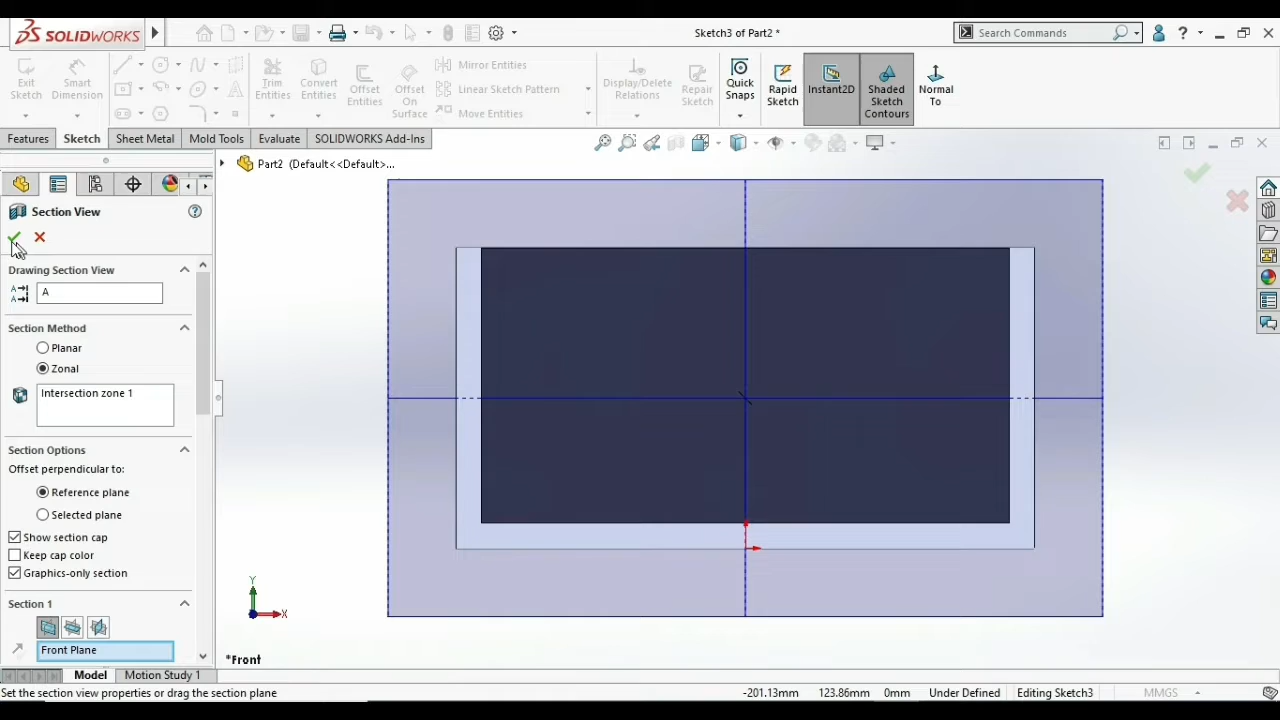 SOLIDWORKS
Sketch3 of Part2 *
Search Commands
?
Exit Sketch
Smart Dimension
Trim Entities
Convert Entities
Offset Entities
Offset On Surface
Mirror Entities
Linear Sketch Pattern
Move Entities
Display/Delete Relations
Repair Sketch
Quick Snaps
Rapid Sketch
Instant2D
Shaded Sketch Contours
Normal To
Features
Sketch
Sheet Metal
Mold Tools
Evaluate
SOLIDWORKS Add-Ins
Part2 (Default<<Default>...
Section View
?
Drawing Section View
A
Section Method
Planar
Zonal
Intersection zone 1
Section Options
Offset perpendicular to:
Reference plane
Selected plane
Show section cap
Keep cap color
Graphics-only section
Section 1
Front Plane
Y
X
*Front
Model
Motion Study 1
Set the section view properties or drag the section plane
-201.13mm
123.86mm
0mm
Under Defined
Editing Sketch3
MMGS